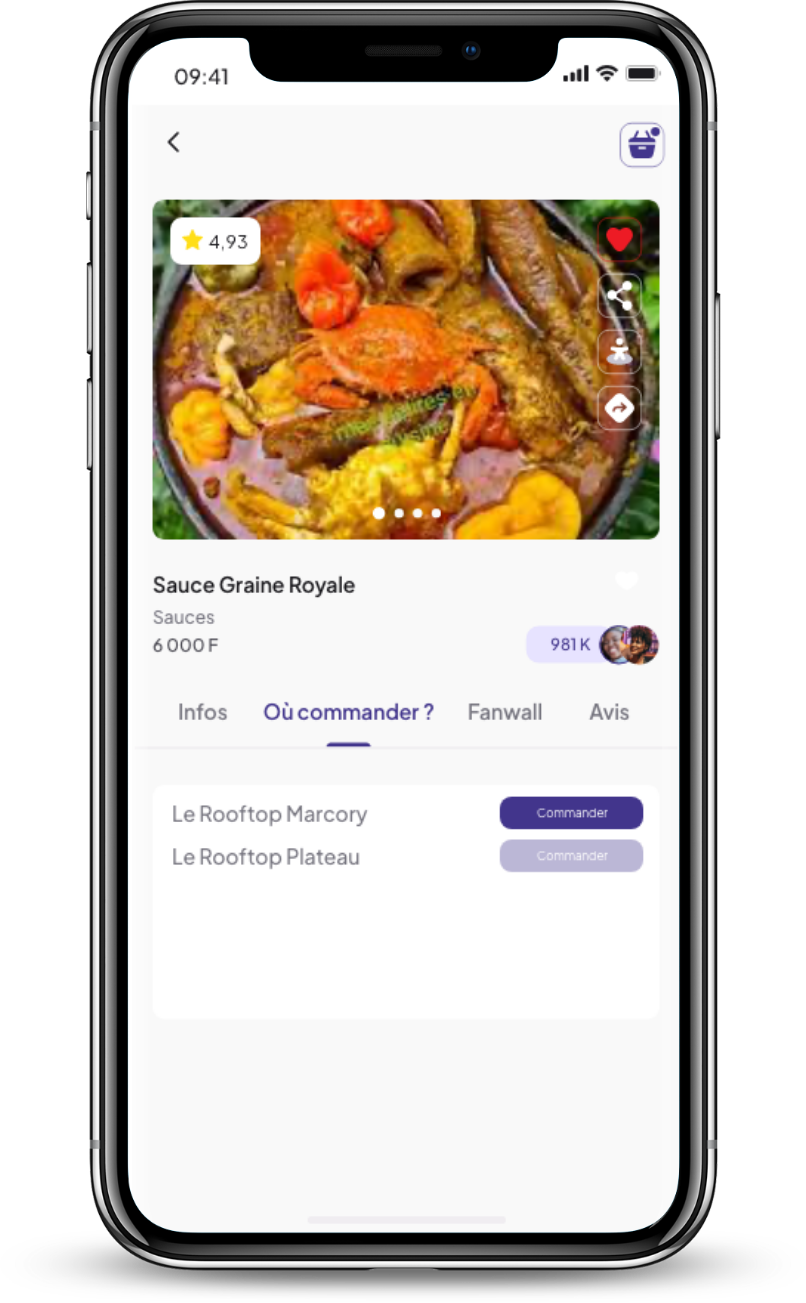 09:41
4,93
Sauce Graine Royale
Sauces
6 000 F
981 K
Infos Où commander ? Fanwall Avis
Le Rooftop Marcory Commander
Le Rooftop Plateau Commander